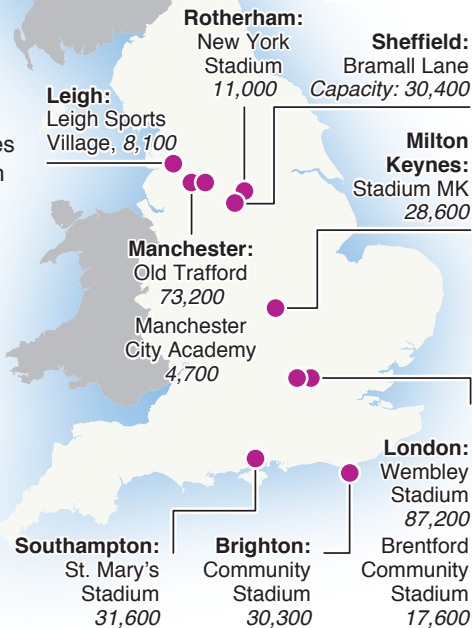 Rotherham:
New York
Stadium
11,000
Sheffield:
Bramall Lane
Capacity: 30,400
Leigh:
Leigh Sports
Village, 8,100
Milton
Keynes:
Stadium MK
28,600
Manchester:
Old Trafford
73,200
Manchester
City Academy
4,700
London:
Wembley
Stadium
87,200
Brentford
Community
Stadium
17,600
Southampton:
St. Mary's
Stadium
31,600
Brighton:
Community
Stadium
30,300